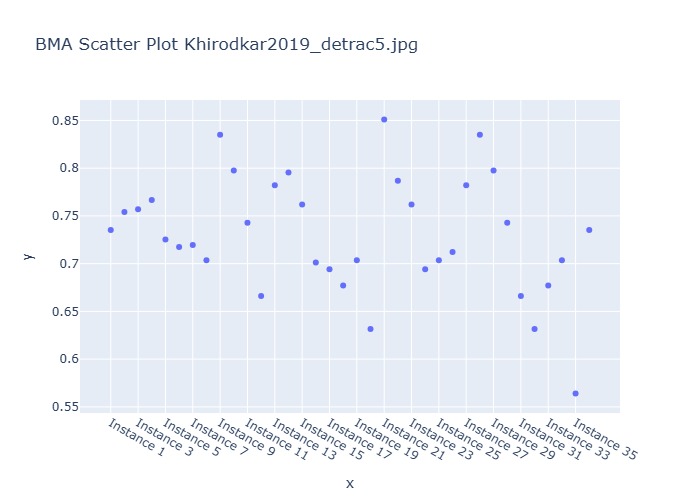 BMA Scatter Plot Khirodkar2019_detrac5.jpg
0.85
0.8
0.75
0.7
0.65
0.6
0.55
y
Instance 1
Instance 3
Instance 5
Instance 7
Instance 9
Instance 11
Instance 13
Instance 15
Instance 17
Instance 19
Instance 21
Instance 23
Instance 25
Instance 27
Instance 29
Instance 31
Instance 33
Instance 35
x